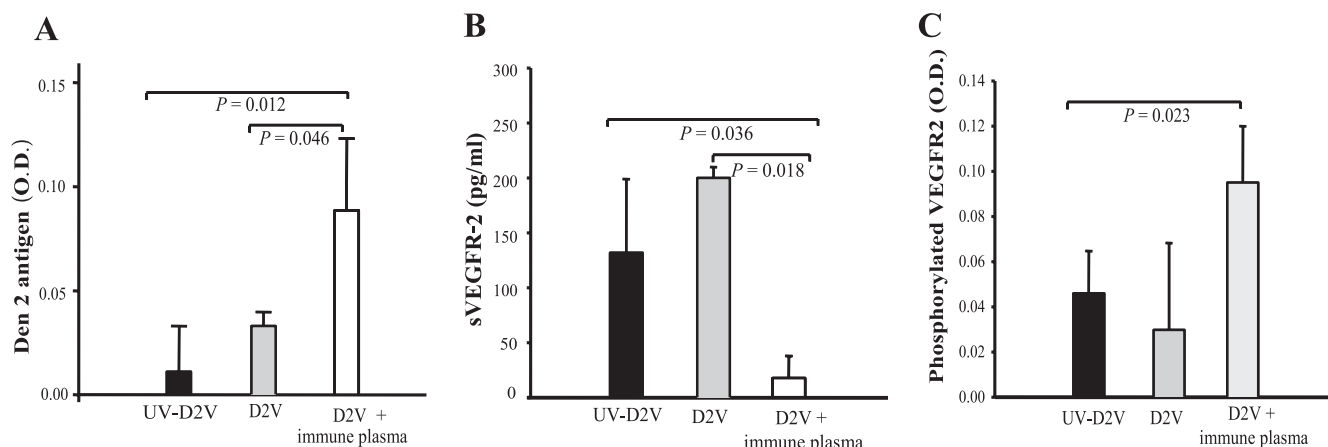 A
Den 2 antigen (O.D.)
0.15
0.10
0.05
0.00
P = 0.012
P = 0.046
UV-D2V
D2V
D2V +
immune plasma
B
sVEGFR-2 (pg/ml)
300
250
200
150
100
50
0
P = 0.036
P = 0.018
UV-D2V
D2V
D2V +
immune plasma
C
Phosphorylated VEGFR2 (O.D.)
0.14
0.12
0.10
0.08
0.06
0.04
0.02
0.00
P = 0.023
UV-D2V
D2V
D2V +
immune plasma